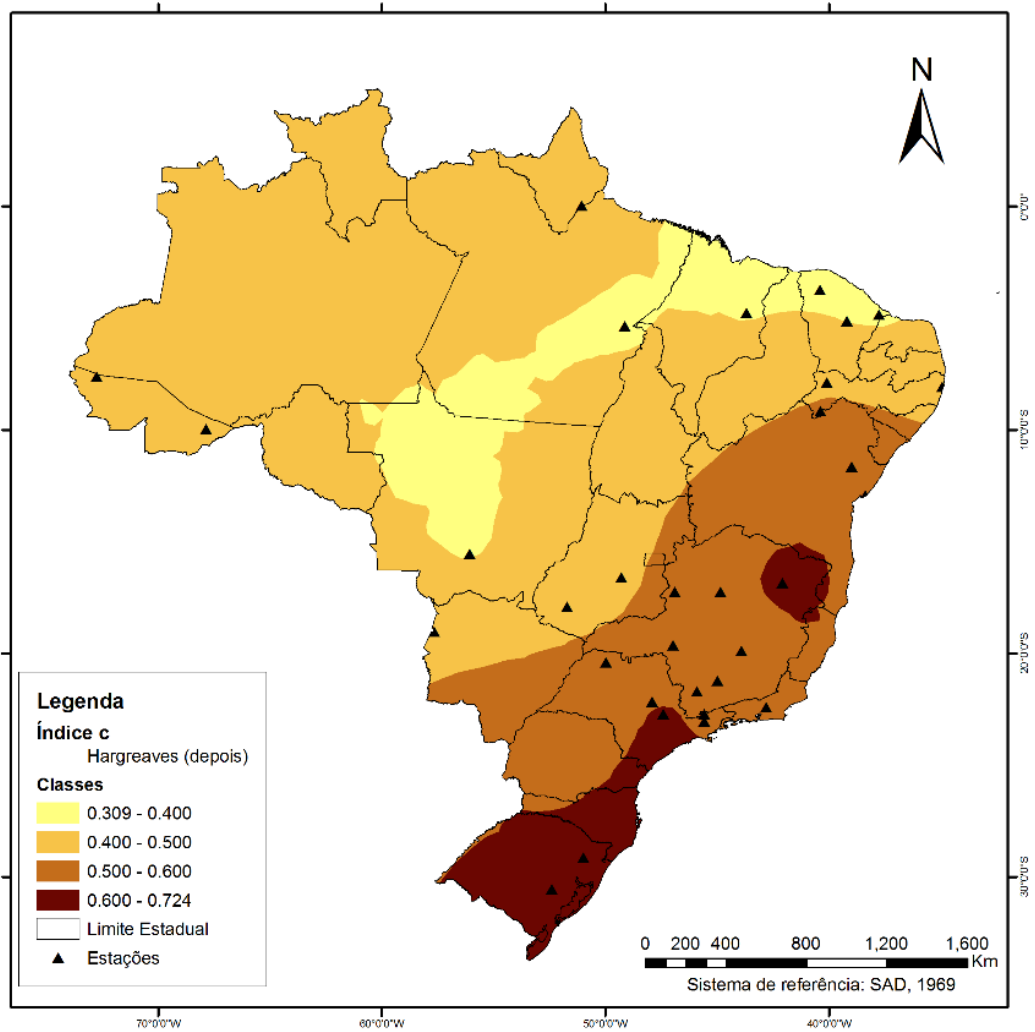 N
0°0'0"
10°0'0"S
20°0'0"S
30°0'0"S
Legenda
Índice c
Hargreaves (depois)
Classes
0.309 - 0.400
0.400 - 0.500
0.500 - 0.600
0.600 - 0.724
Limite Estadual
Estações
0 200 400 800 1,200 1,600
Km
Sistema de referência: SAD, 1969
70°0'0"W 60°0'0"W 50°0'0"W 40°0'0"W